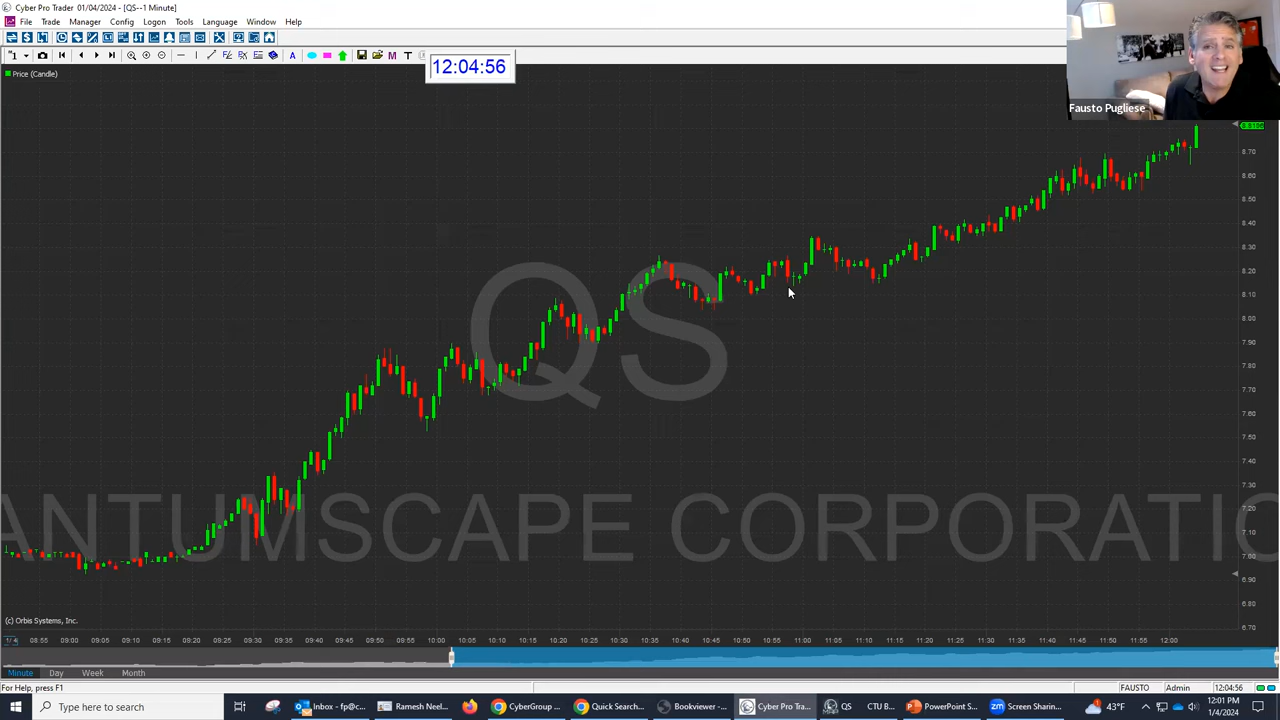 Cyber Pro Trader 01/04/2024 - [QS--1 Minute]
File Trade Manager Config Tools Logon Tools Language Window Help
"1
A
M T
12:04:56
Price (Candle)
Fausto Pugliese
8.8196
8.70
8.60
8.50
8.40
8.30
8.20
8.10
8.00
7.90
7.80
7.70
7.60
7.50
7.40
7.30
7.20
7.10
7.00
6.90
6.80
6.70
QS
ANTUMSCAPE CORPORATIO
(c) Orbis Systems, Inc.
1/4 08:55 09:00 09:05 09:10 09:15 09:20 09:25 09:30 09:35 09:40 09:45 09:50 09:55 10:00 10:05 10:10 10:15 10:20 10:25 10:30 10:35 10:40 10:45 10:50 10:55 11:00 11:05 11:10 11:15 11:20 11:25 11:30 11:35 11:40 11:45 11:50 11:55 12:00
Minute Day Week Month
For Help, press F1
FAUSTO Admin 12:04:56
Type here to search
Inbox - fp@c...
Ramesh Neel...
CyberGroup ...
Quick Search...
Bookviewer -...
Cyber Pro Tra...
QS CTU B...
PowerPoint S...
Screen Sharin...
43°F
12:01 PM
1/4/2024